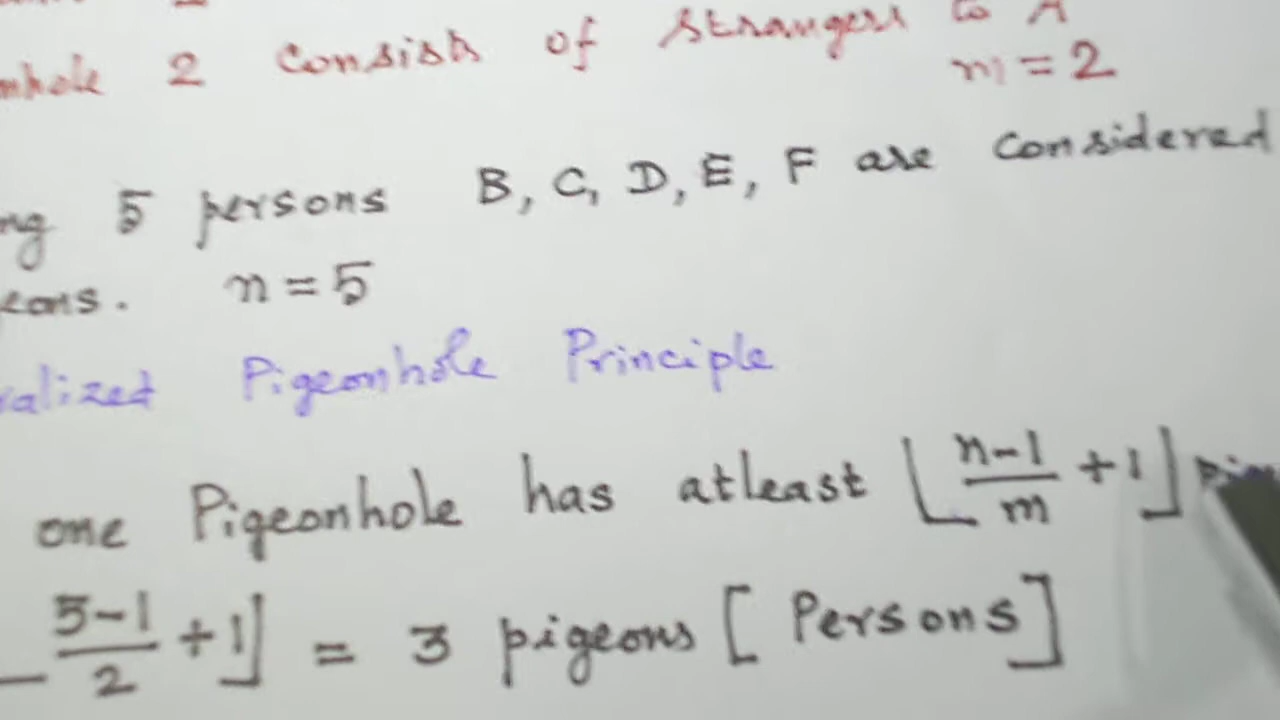 2 consists of strangers to A
m = 2
5 persons B, C, D, E, F are considered
n = 5
Pigeonhole Principle
one Pigeonhole has atleast ⌊(n-1)/m + 1⌋
(5-1)/2 + 1⌋ = 3 pigeons [Persons]